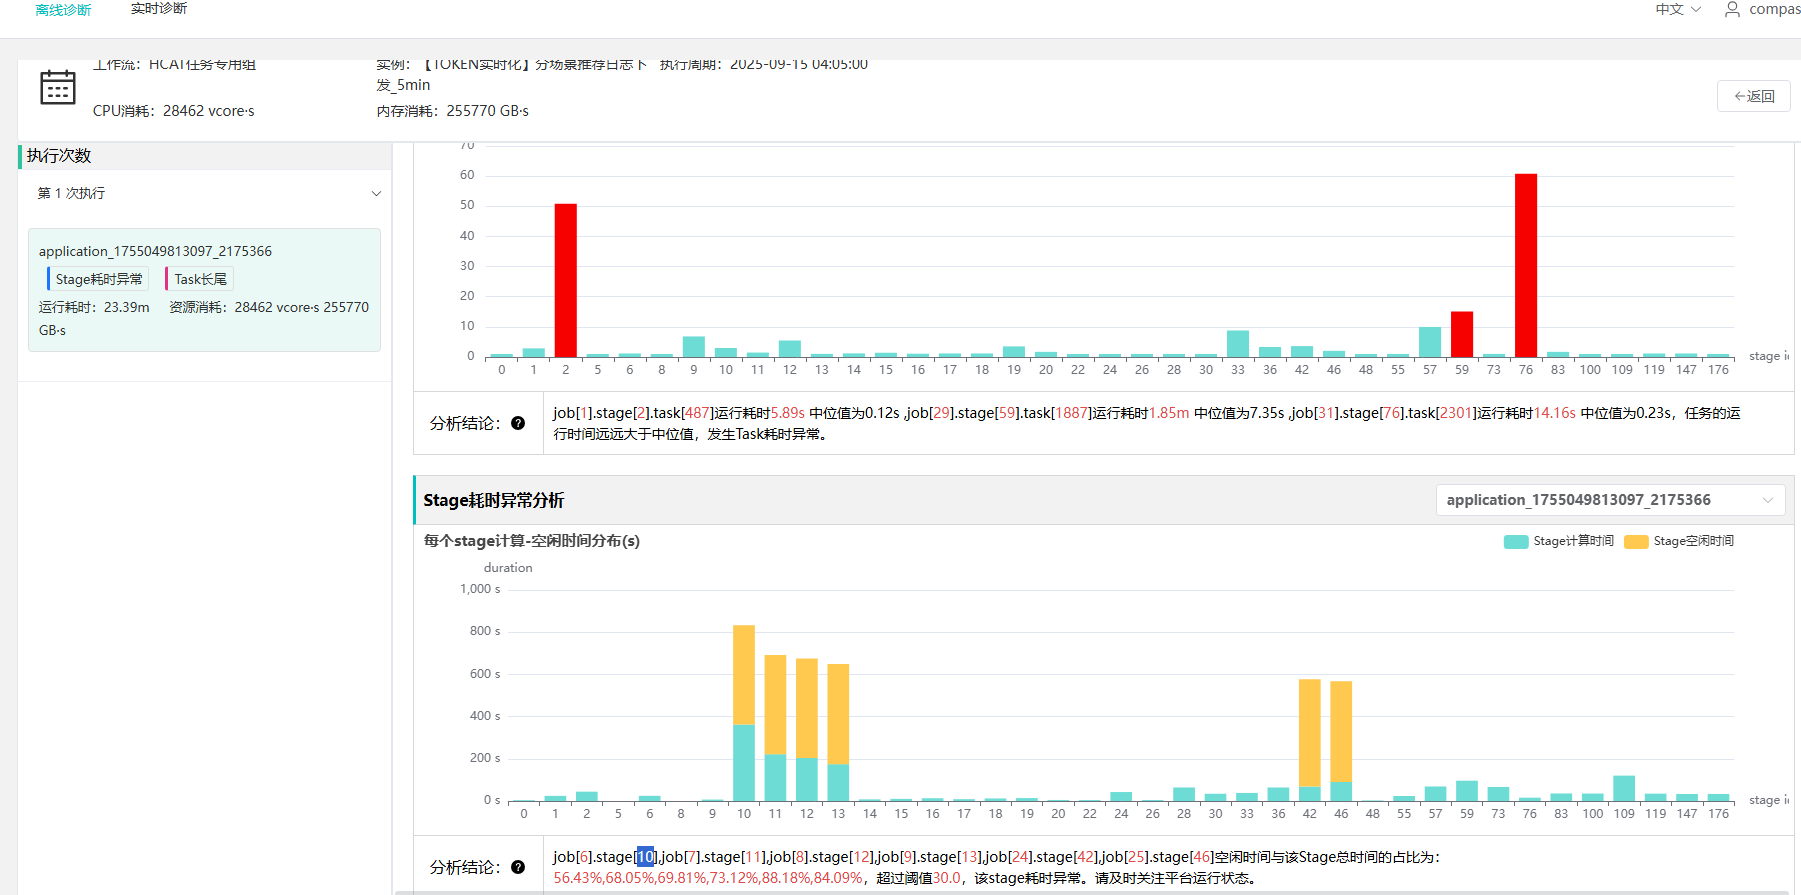 离线诊断 实时诊断 中文 compas
工作流：HCAT任务专用组 实例：【TOKEN实时化】分场景推荐日志下 执行周期：2025-09-15 04:05:00
发_5min
CPU消耗：28462 vcore·s 内存消耗：255770 GB·s
←返回
执行次数
第 1 次执行
application_1755049813097_2175366
Stage耗时异常 Task长尾
运行耗时：23.39m 资源消耗：28462 vcore·s 255770
GB·s
70
60
50
40
30
20
10
0
0 1 2 5 6 8 9 10 11 12 13 14 15 16 17 18 19 20 22 24 26 28 30 33 36 42 46 48 55 57 59 73 76 83 100 109 119 147 176
stage i
分析结论：
job[1].stage[2].task[487]运行耗时5.89s 中位值为0.12s ,job[29].stage[59].task[1887]运行耗时1.85m 中位值为7.35s ,job[31].stage[76].task[2301]运行耗时14.16s 中位值为0.23s，任务的运
行时间远远大于中位值，发生Task耗时异常。
Stage耗时异常分析
application_1755049813097_2175366
每个stage计算-空闲时间分布(s)
Stage计算时间 Stage空闲时间
duration
1,000 s
800 s
600 s
400 s
200 s
0 s
0 1 2 5 6 8 9 10 11 12 13 14 15 16 17 18 19 20 22 24 26 28 30 33 36 42 46 48 55 57 59 73 76 83 100 109 119 147 176
stage i
分析结论：
job[6].stage[10],job[7].stage[11],job[8].stage[12],job[9].stage[13],job[24].stage[42],job[25].stage[46]空闲时间与该Stage总时间的占比为：
56.43%,68.05%,69.81%,73.12%,88.18%,84.09%，超过阈值30.0，该stage耗时异常。请及时关注平台运行状态。